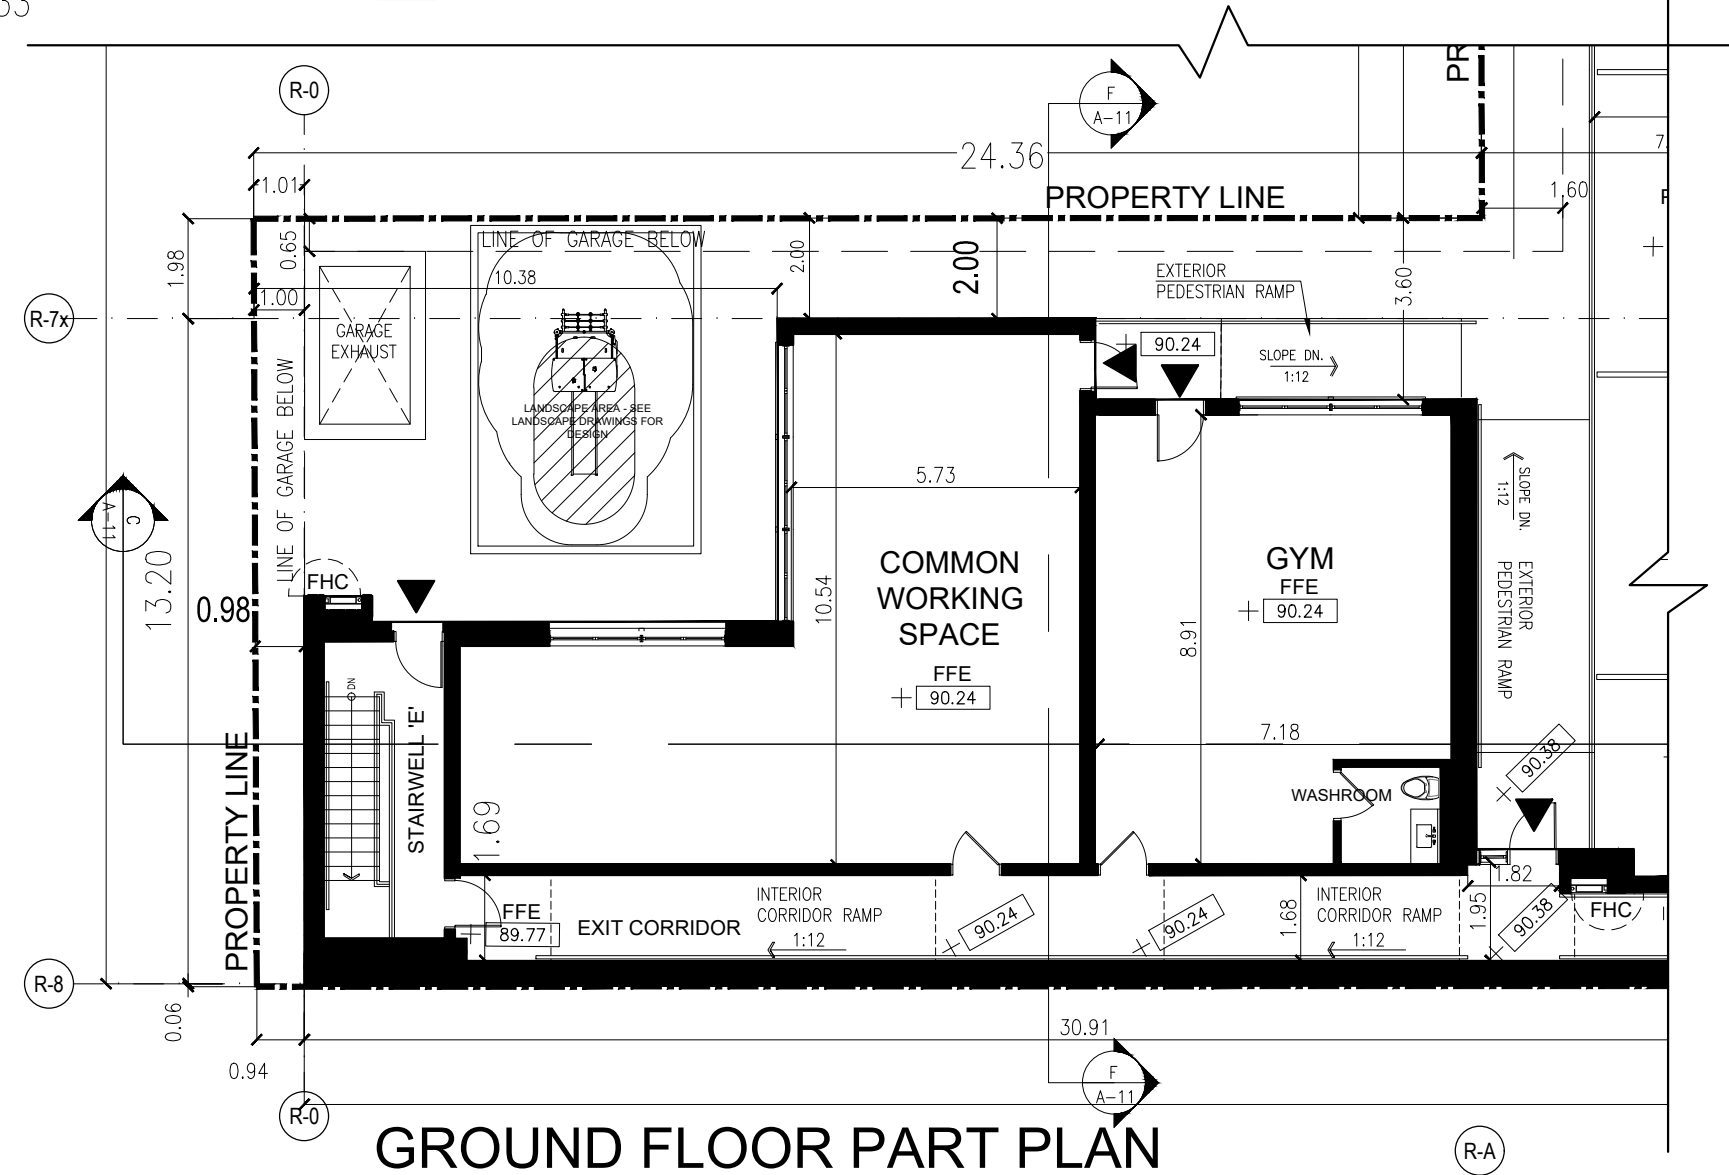 R-0
F
A-11
24.36
1.01
PROPERTY LINE
1.60
LINE OF GARAGE BELOW
0.65
1.98
10.38
2.00
2.00
3.60
EXTERIOR
PEDESTRIAN RAMP
1.00
R-7x
GARAGE
EXHAUST
90.24
SLOPE DN.
1:12
LANDSCAPE AREA - SEE
LANDSCAPE DRAWINGS FOR
DESIGN
LINE OF GARAGE BELOW
5.73
SLOPE DN.
1:12
C
A-11
13.20
0.98
FHC
COMMON
WORKING
SPACE
FFE
90.24
10.54
GYM
FFE
90.24
8.91
EXTERIOR
PEDESTRIAN RAMP
DN
STAIRWELL 'E'
PROPERTY LINE
7.18
90.38
WASHROOM
1.69
1.82
FFE
89.77
EXIT CORRIDOR
INTERIOR
CORRIDOR RAMP
1:12
90.24
90.24
1.68
INTERIOR
CORRIDOR RAMP
1:12
1.95
90.38
FHC
R-8
0.06
30.91
0.94
F
A-11
R-0
GROUND FLOOR PART PLAN
R-A